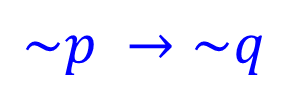 ~p → ~q